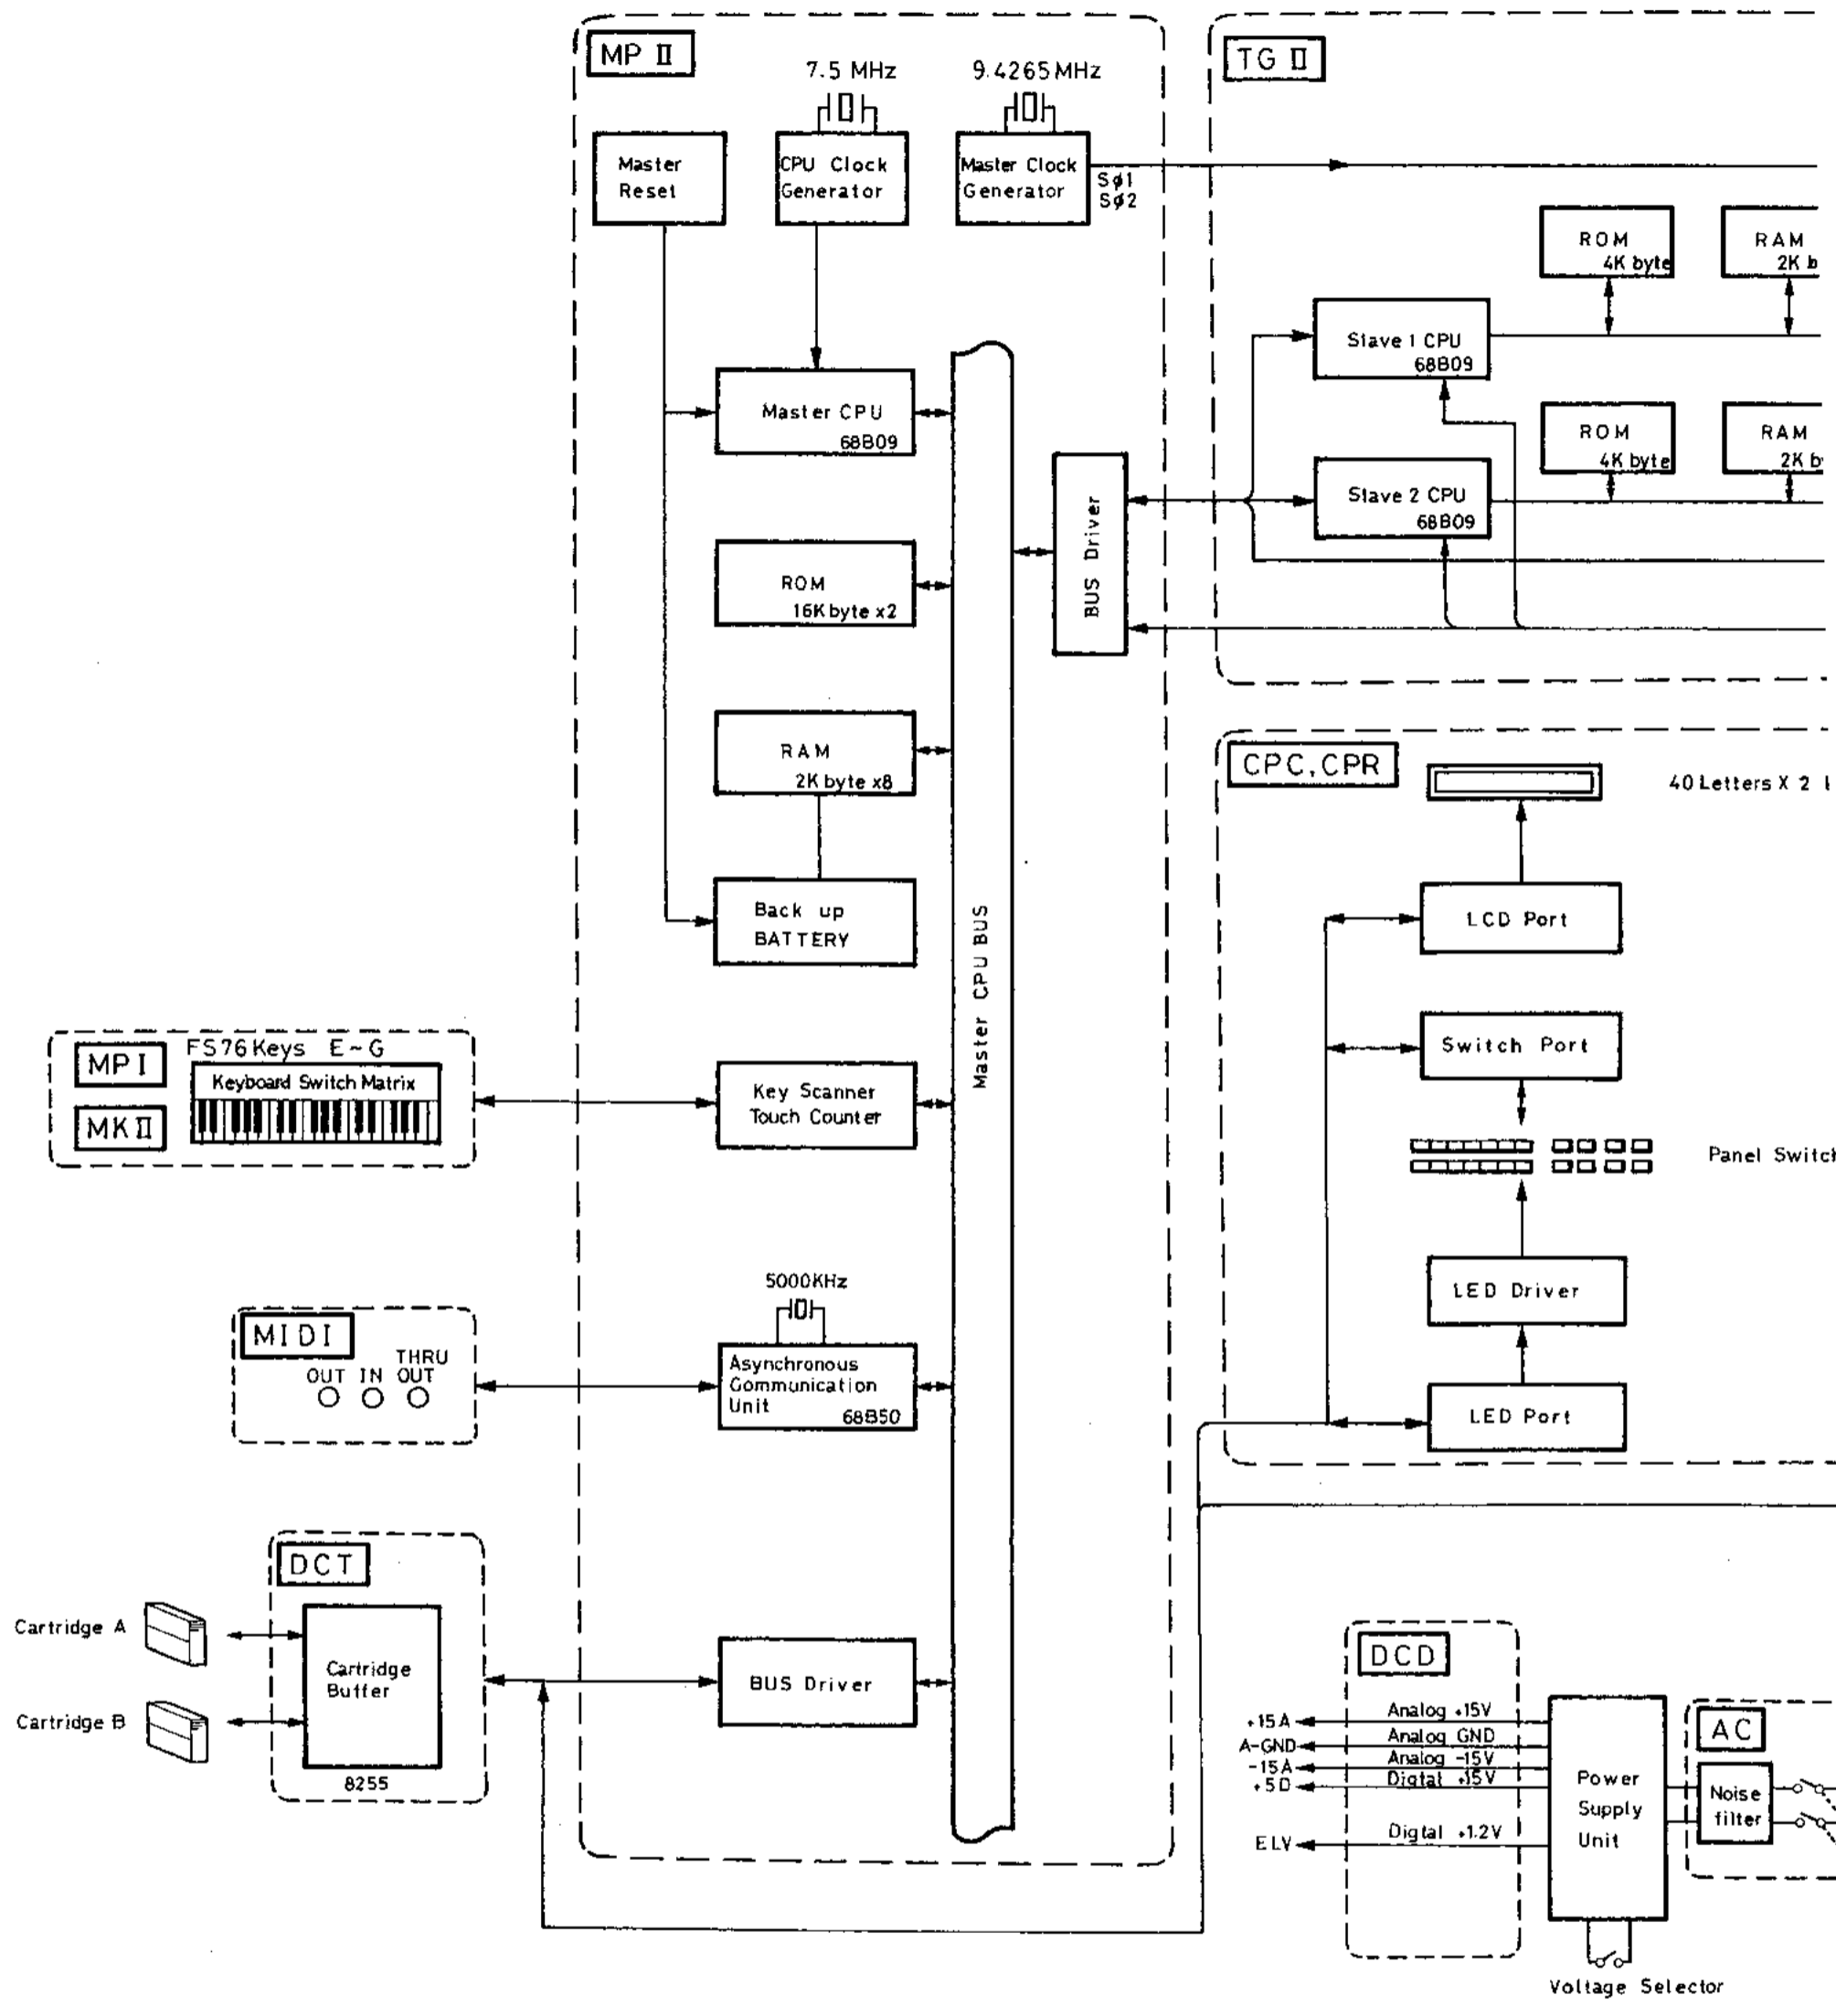 MP II
7.5 MHz
9.4265MHz
Master
Reset
CPU Clock
Generator
Master Clock
Generator
Sφ1
Sφ2
Master CPU
68B09
ROM
16K byte x2
RAM
2K byte x8
Back up
BATTERY
Key Scanner
Touch Counter
5000KHz
Asynchronous
Communication
Unit
68B50
BUS Driver
Master CPU BUS
BUS Driver
TG II
ROM
4K byte
RAM
2K b
Slave 1 CPU
68B09
ROM
4K byte
RAM
2K b
Slave 2 CPU
68B09
CPC, CPR
40 Letters X 2
LCD Port
Switch Port
Panel Switch
LED Driver
LED Port
MP I
MK II
FS76Keys E~G
Keyboard Switch Matrix
MIDI
OUT IN THRU OUT
DCT
Cartridge A
Cartridge B
Cartridge
Buffer
8255
DCD
+15A
Analog +15V
A-GND
Analog GND
-15A
Analog -15V
+5D
Digtal +15V
ELV
Digtal +1.2V
Power
Supply
Unit
AC
Noise
filter
Voltage Selector